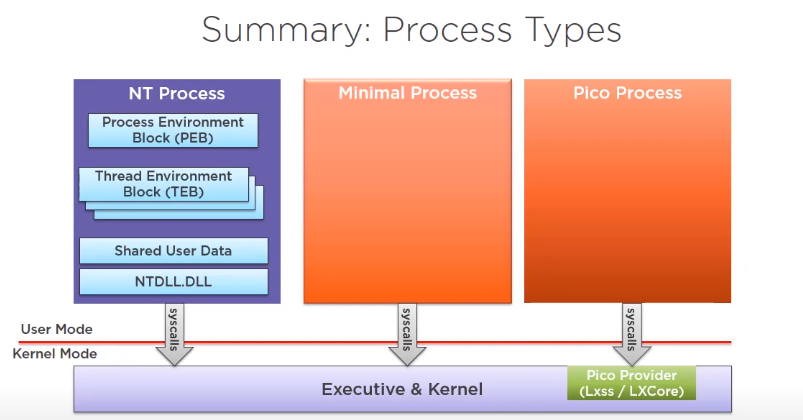 Summary: Process Types
NT Process
Process Environment
Block (PEB)
Thread Environment
Block (TEB)
Shared User Data
NTDLL.DLL
Minimal Process
Pico Process
syscalls
syscalls
syscalls
User Mode
Kernel Mode
Executive & Kernel
Pico Provider
(Lxss / LXCore)